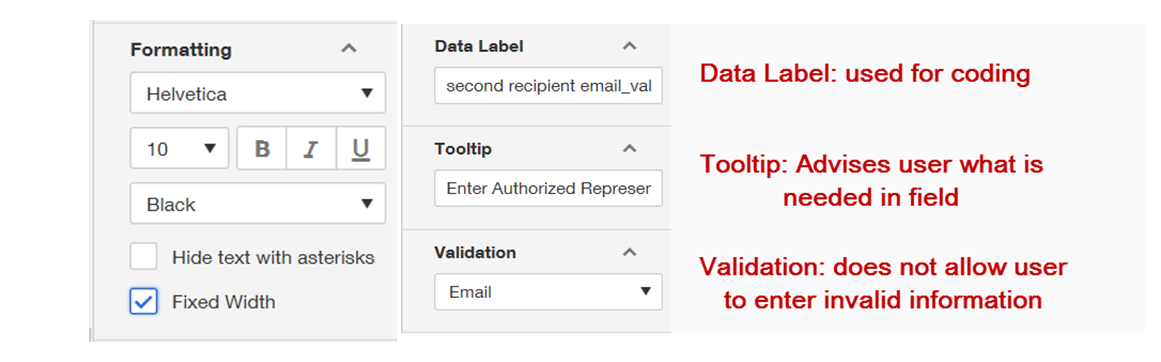 Formatting
Helvetica
10 B I U
Black
Hide text with asterisks
Fixed Width
Data Label
second recipient email_val
Tooltip
Enter Authorized Represer
Validation
Email
Data Label: used for coding
Tooltip: Advises user what is
needed in field
Validation: does not allow user
to enter invalid information